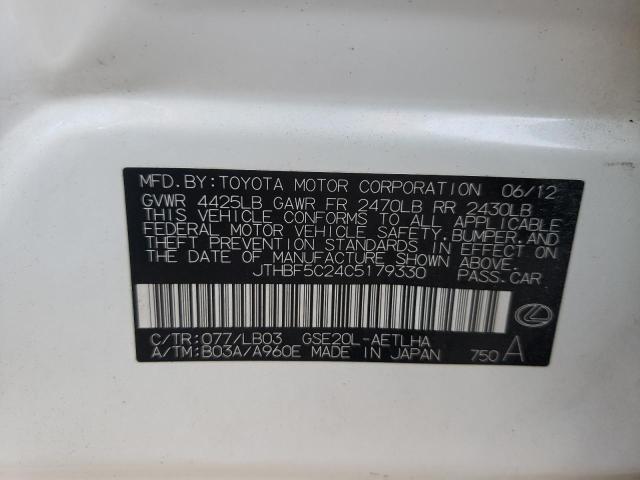 MFD. BY: TOYOTA MOTOR CORPORATION 06/12
GVWR 4425LB GAWR FR 2470LB RR 2430LB
THIS VEHICLE CONFORMS TO ALL APPLICABLE
FEDERAL MOTOR VEHICLE SAFETY, BUMPER, AND
THEFT PREVENTION STANDARDS IN EFFECT ON
THE DATE OF MANUFACTURE SHOWN ABOVE.
JTHBF5C24C5179330 PASS. CAR
C/TR: 077/LB03 GSE20L-AETLHA
A/TM: B03A/A960E MADE IN JAPAN 750 A